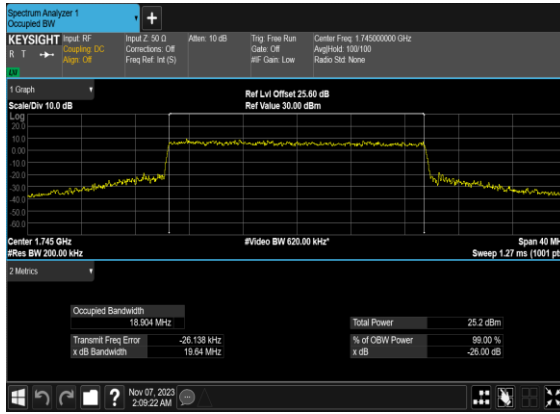 Spectrum Analyzer 1
Occupied BW
+
KEYSIGHT
R T
LW
Input: RF
Coupling: DC
Align: Off
Input Z: 50 Ω
Corrections: Off
Freq Ref: Int (S)
Atten: 10 dB
Trig: Free Run
Gate: Off
#IF Gain: Low
Center Freq: 1.745000000 GHz
Avg|Hold: 100/100
Radio Std: None
1 Graph
Scale/Div 10.0 dB
Ref Lvl Offset 25.60 dB
Ref Value 30.00 dBm
Log
20.0
10.0
0.00
-10.0
-20.0
-30.0
-40.0
-50.0
-60.0
Center 1.745 GHz
#Res BW 200.00 kHz
#Video BW 620.00 kHz*
Span 40 MH
Sweep 1.27 ms (1001 pt
2 Metrics
Occupied Bandwidth
18.904 MHz
Transmit Freq Error -26.138 kHz
x dB Bandwidth 19.64 MHz
Total Power 25.2 dBm
% of OBW Power 99.00 %
x dB -26.00 dB
?
Nov 07, 2023
2:09:22 AM